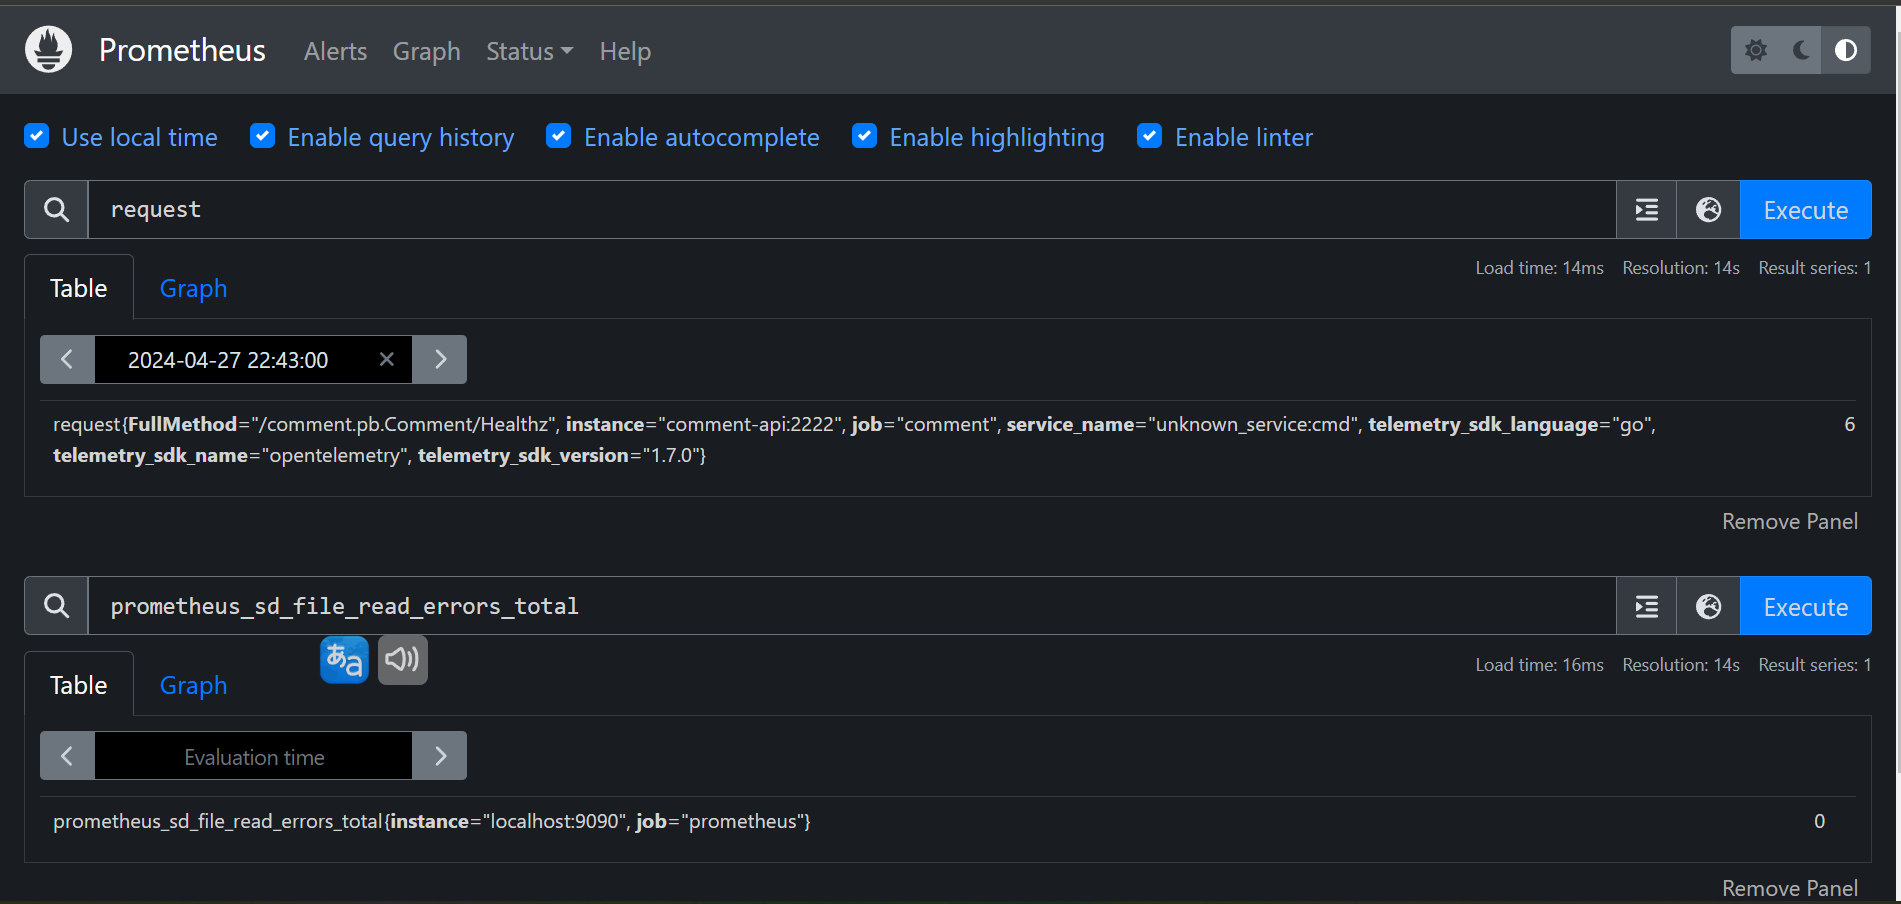 Prometheus Alerts Graph Status Help
Use local time Enable query history Enable autocomplete Enable highlighting Enable linter
request Execute
Table Graph Load time: 14ms Resolution: 14s Result series: 1
2024-04-27 22:43:00
request{FullMethod="/comment.pb.Comment/Healthz", instance="comment-api:2222", job="comment", service_name="unknown_service:cmd", telemetry_sdk_language="go", 6
telemetry_sdk_name="opentelemetry", telemetry_sdk_version="1.7.0"}
Remove Panel
prometheus_sd_file_read_errors_total Execute
あa
Table Graph Load time: 16ms Resolution: 14s Result series: 1
Evaluation time
prometheus_sd_file_read_errors_total{instance="localhost:9090", job="prometheus"} 0
Remove Panel